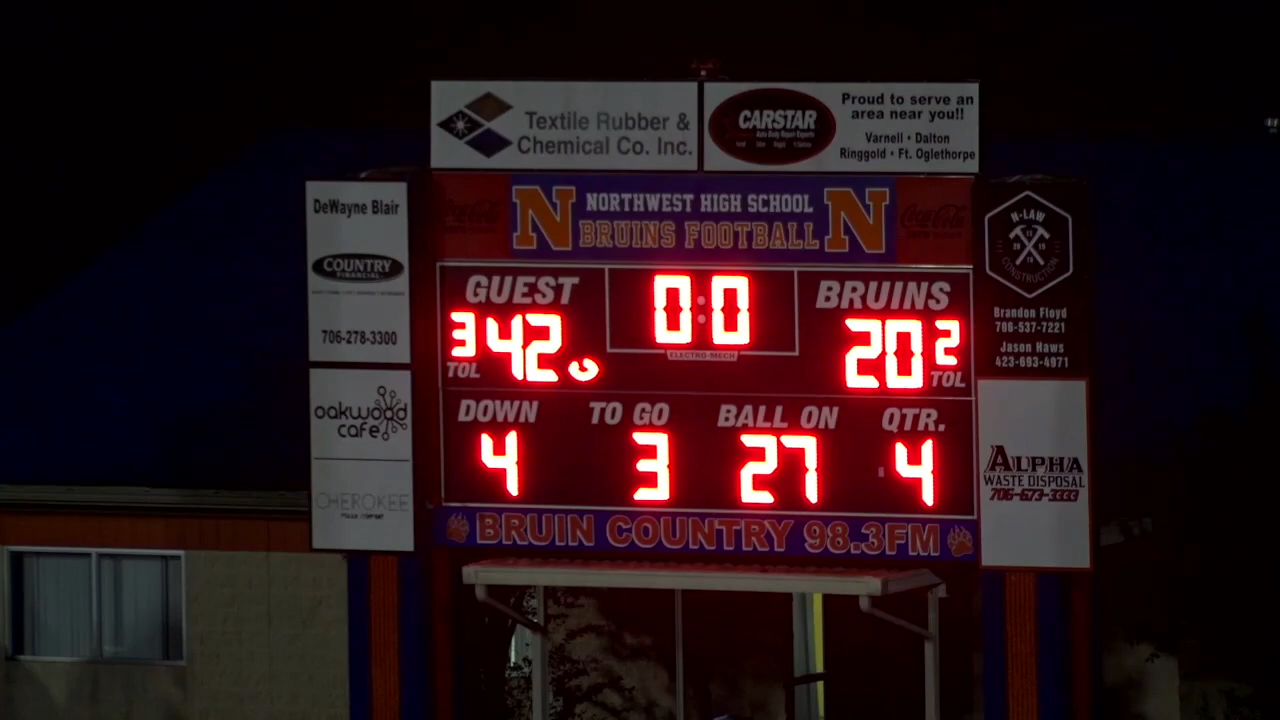 Textile Rubber &
Chemical Co. Inc.
CARSTAR
Auto Body Repair Experts
Proud to serve an
area near you!!
Varnell • Dalton
Ringgold • Ft. Oglethorpe
DeWayne Blair
COUNTRY
FINANCIAL
706-278-3300
oakwood
cafe
CHEROKEE
Coca-Cola
NORTHWEST HIGH SCHOOL
N BRUINS FOOTBALL N
Coca-Cola
GUEST 00:00 BRUINS
3 42 20 2
TOL ELECTRO-MECH TOL
DOWN TO GO BALL ON QTR.
4 3 27 4
BRUIN COUNTRY 98.3FM
N-LAW
CONSTRUCTION
Brandon Floyd
706-537-7221
Jason Haws
423-693-4971
ALPHA
WASTE DISPOSAL
706-673-3333